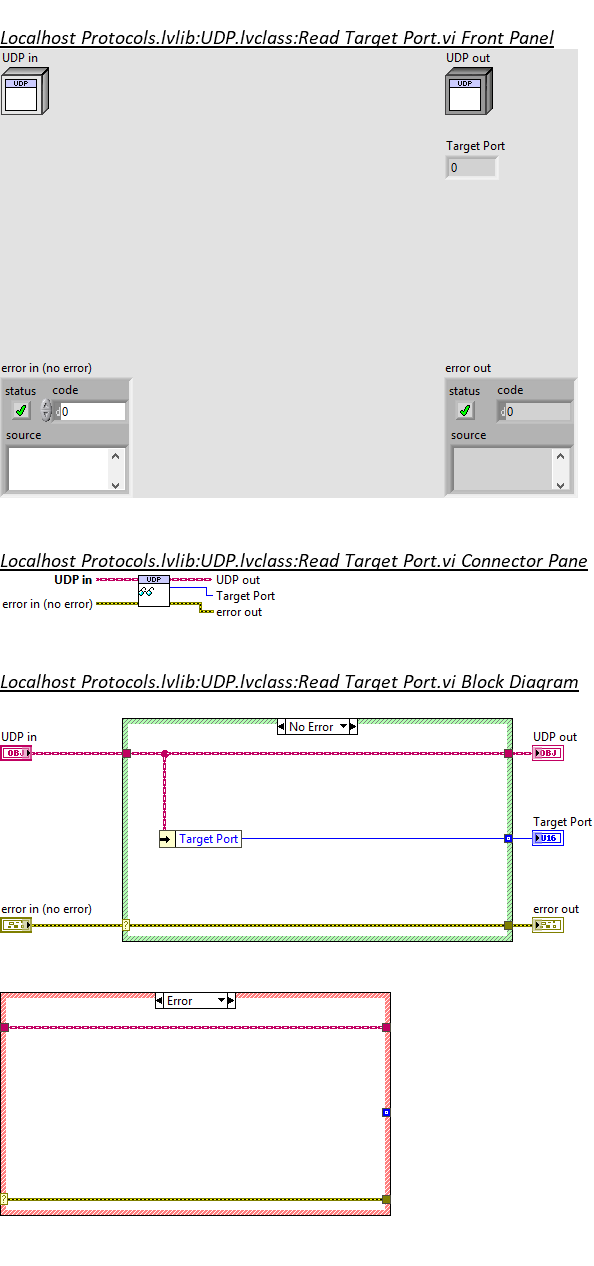 Localhost Protocols.lvlib:UDP.lvclass:Read Target Port.vi Front Panel
UDP in
UDP out
UDP
UDP
Target Port
0
error in (no error)
error out
status
code
status
code
d
0
d
0
source
source
Localhost Protocols.lvlib:UDP.lvclass:Read Target Port.vi Connector Pane
UDP in
UDP
UDP out
Target Port
error in (no error)
error out
Localhost Protocols.lvlib:UDP.lvclass:Read Target Port.vi Block Diagram
No Error
UDP in
UDP out
OBJ
OBJ
Target Port
Target Port
U16
error in (no error)
error out
?
Error
?